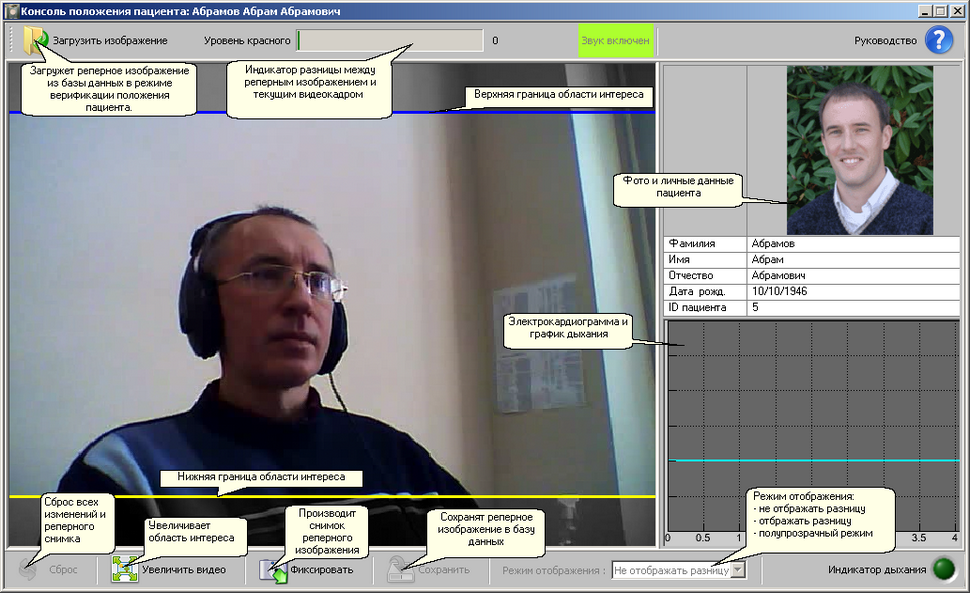 Консоль положения пациента: Абрамов Абрам Абрамович
Загрузить изображение
Уровень красного
0
Звук включен
Руководство
?
Загружет реперное изображение
из базы данных в режиме
верификации положения
пациента.
Индикатор разницы между
реперным изображением и
текущим видеокадром
Верхняя граница области интереса
Фото и личные данные
пациента
Фамилия Абрамов
Имя Абрам
Отчество Абрамович
Дата рожд. 10/10/1946
ID пациента 5
Электрокардиограмма и
график дыхания
Нижняя граница области интереса
Сброс всех
изменений и
реперного
снимка
Увеличивает
область интереса
Производит
снимок
реперного
изображения
Сохранят реперное
изображение в базу
данных
Режим отображения:
- не отбражать разницу
- отбражать разницу
- полупрозрачный режим
0 0.5 1 3.5 4
Сброс
Увеличить видео
Фиксировать
Сохранить
Режим отображения :
Не отображать разницу
Индикатор дыхания